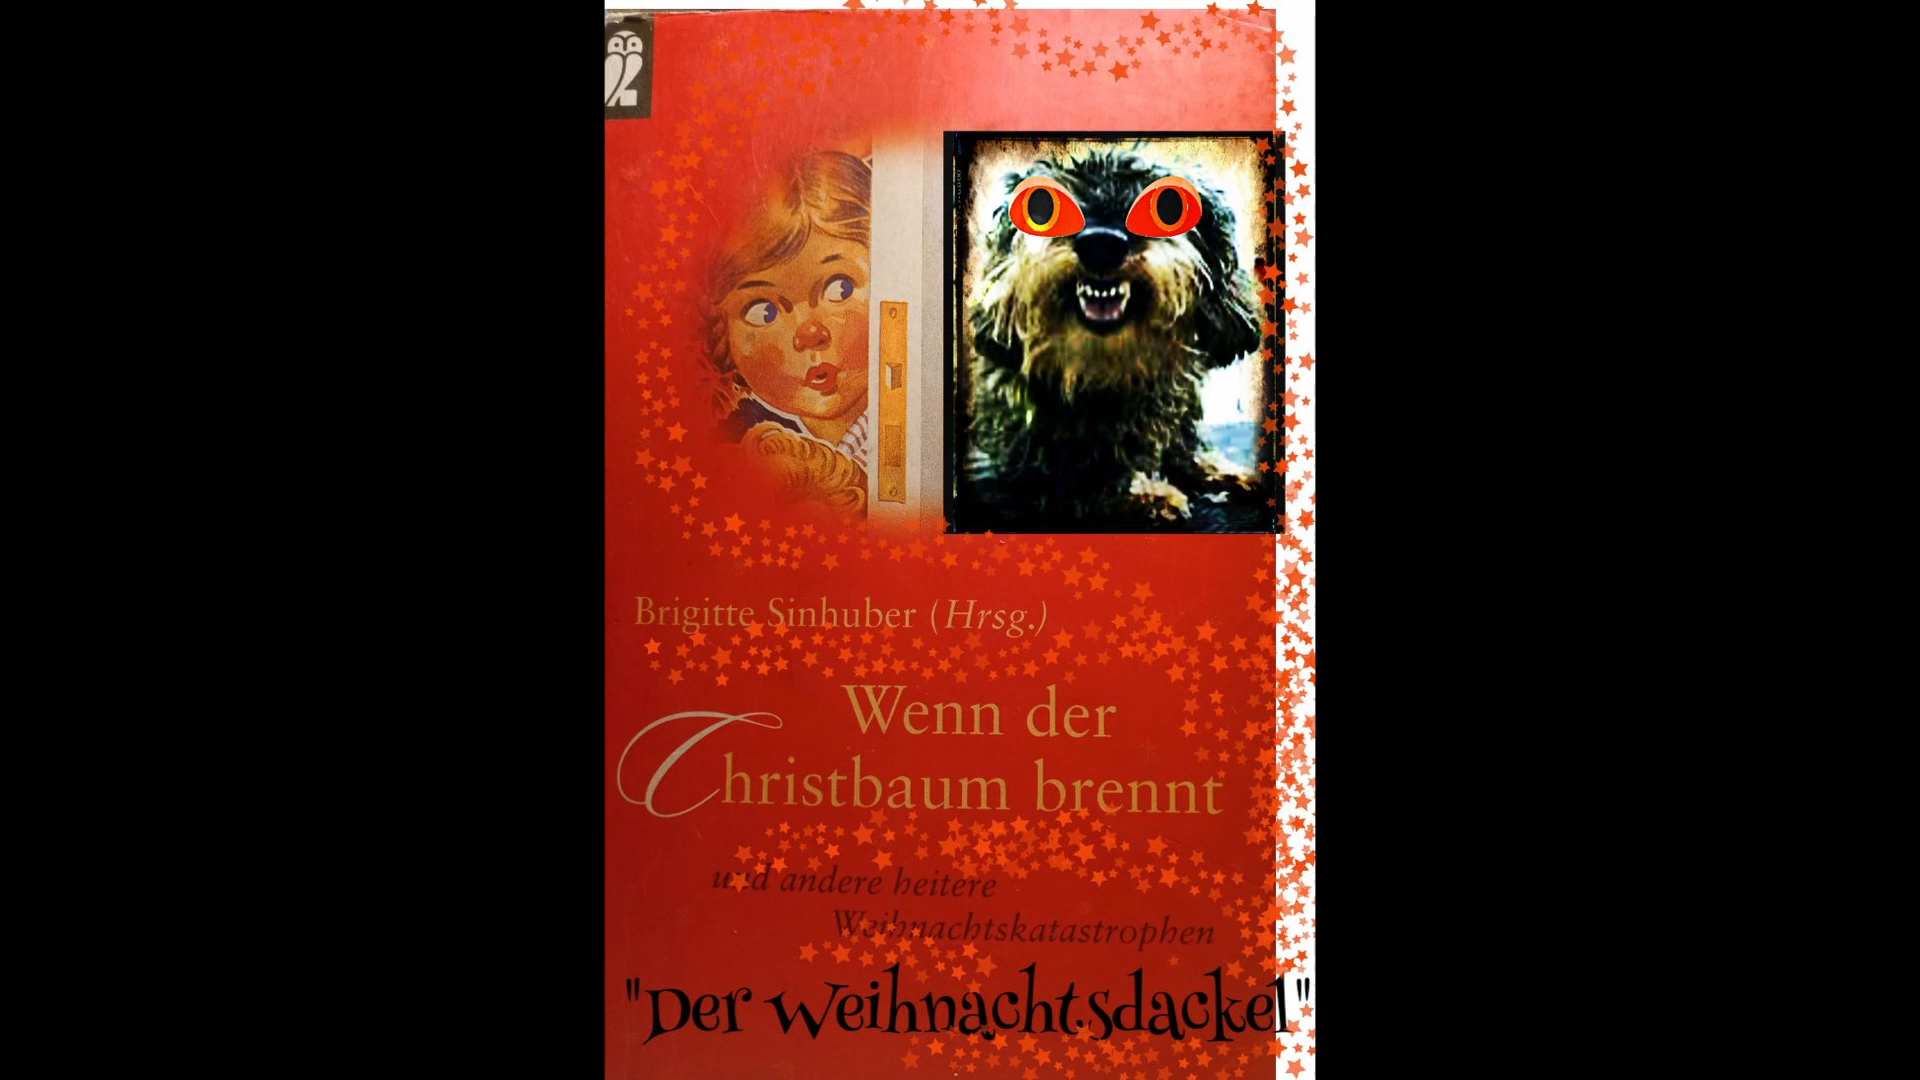 Brigitte Sinhuber (Hrsg.)
Wenn der
Christbaum brennt
und andere heitere
Weihnachtskatastrophen
"Der Weihnachtsdackel"